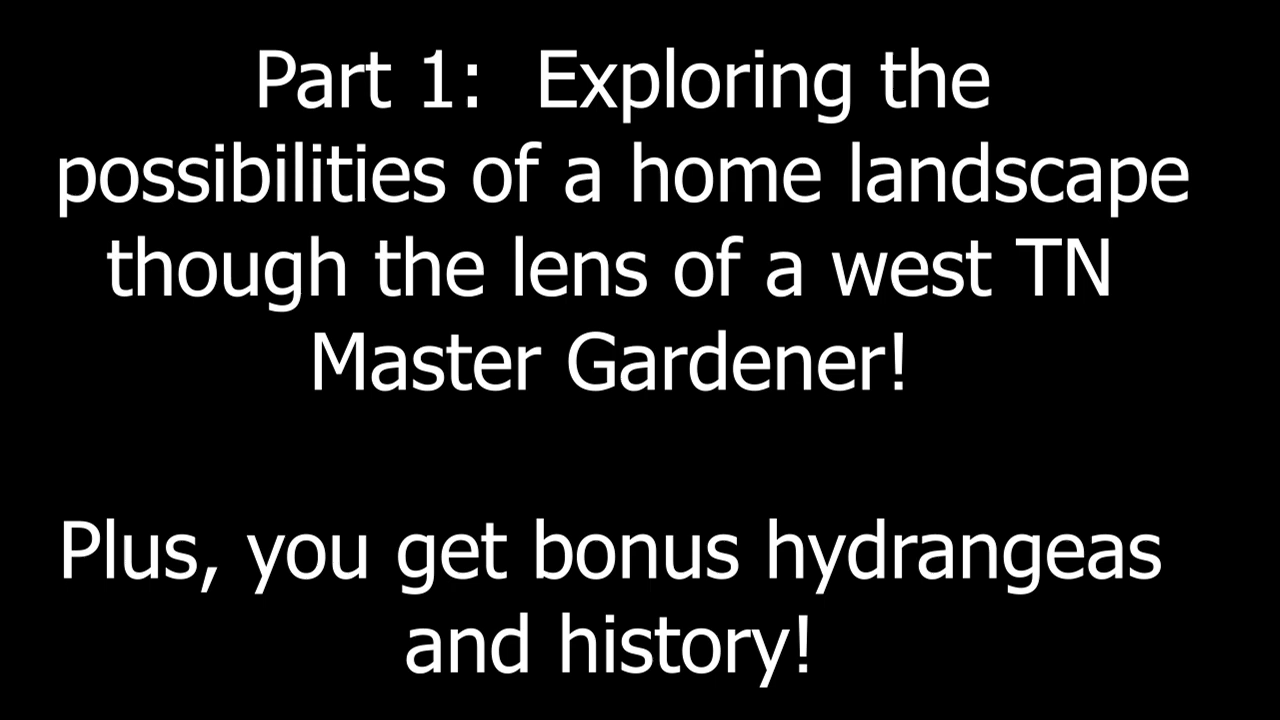 Part 1:  Exploring the
possibilities of a home landscape
though the lens of a west TN
Master Gardener!
Plus, you get bonus hydrangeas
and history!